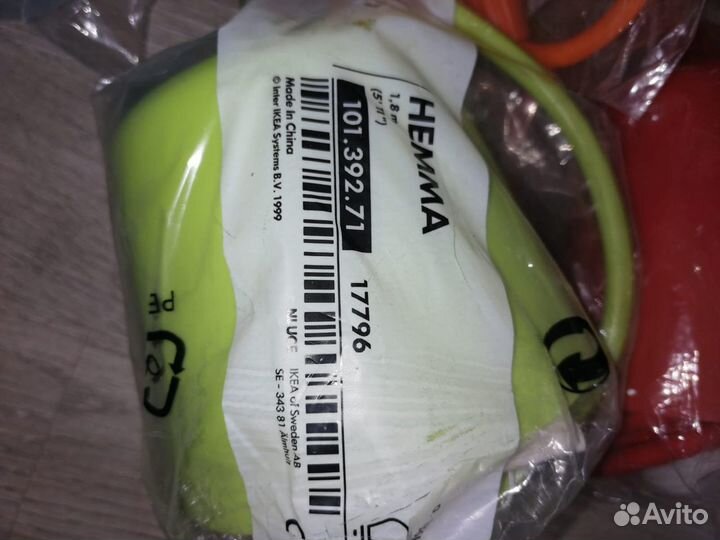 HEMMA
1,8 m
(5'11")
101.392.71
17796
Made in China
© Inter IKEA Systems B.V. 1999
IKEA of Sweden AB
SE - 343 81 Älmhult
PE
Avito